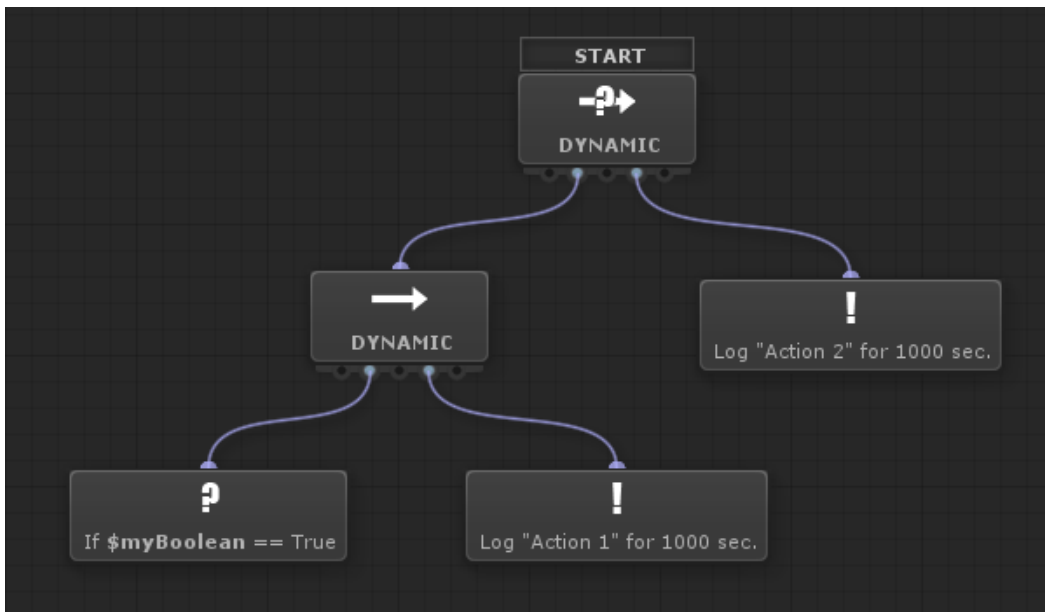 START
DYNAMIC
DYNAMIC
Log "Action 2" for 1000 sec.
If $myBoolean == True
Log "Action 1" for 1000 sec.